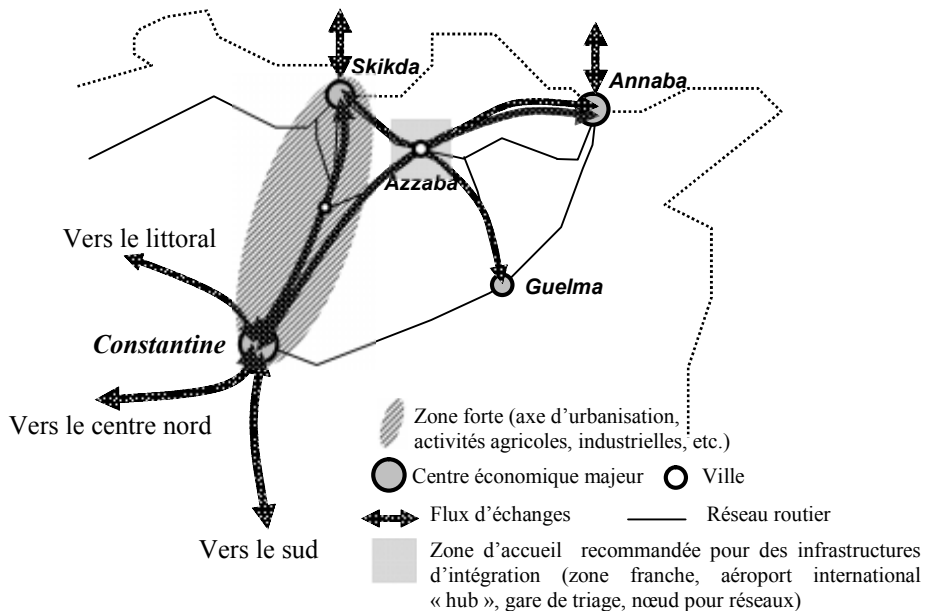 Skikda
Annaba
Azzaba
Vers le littoral
Guelma
Constantine
Vers le centre nord
Vers le sud
Zone forte (axe d’urbanisation,
activités agricoles, industrielles, etc.)
Centre économique majeur
Ville
Flux d’échanges
Réseau routier
Zone d’accueil recommandée pour des infrastructures
d’intégration (zone franche, aéroport international
« hub », gare de triage, nœud pour réseaux)